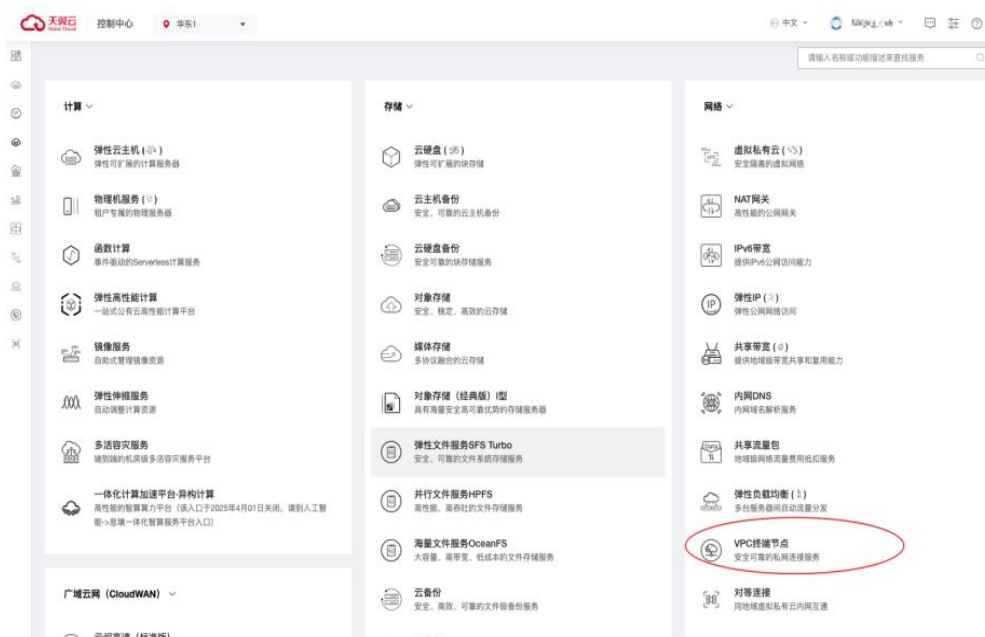 天翼云
State Cloud
控制中心
华东1
中文
请输入名称或功能描述来查找服务
计算
弹性云主机 (
弹性可扩展的计算服务器
物理机服务 (
租户专属的物理服务器
函数计算
事件驱动的Serverless计算服务
弹性高性能计算
一站式公有云高性能计算平台
镜像服务
自助式管理镜像资源
弹性伸缩服务
自动调整计算资源
多活容灾服务
端到端的机房级多活容灾服务平台
一体化计算加速平台·异构计算
高性能的智算算力平台（该入口于2025年04月01日关闭，请到人工智
能->息壤一体化智算服务平台入口）
广域云网（CloudWAN）
云间高速（标准版）
存储
云硬盘 (
弹性可扩展的块存储
云主机备份
安全、可靠的云主机备份
云硬盘备份
安全可靠的块存储服务
对象存储
安全、稳定、高效的云存储
媒体存储
多协议融合的云存储
对象存储（经典版）I型
具有海量安全高可靠优势的存储服务器
弹性文件服务SFS Turbo
安全、可靠的文件系统存储服务
并行文件服务HPFS
高性能、高吞吐的文件存储服务
海量文件服务OceanFS
大容量、高带宽、低成本的文件存储服务
云备份
安全、高效、可靠的文件级备份服务
网络
虚拟私有云 (
安全隔离的虚拟网络
NAT网关
高性能的公网网关
IPv6带宽
提供IPv6公网访问能力
弹性IP (
弹性公网网络访问
共享带宽 (
提供地域级带宽共享和复用能力
内网DNS
内网域名解析服务
共享流量包
地域级网络流量费用抵扣服务
弹性负载均衡 (
多台服务器间自动流量分发
VPC终端节点
安全可靠的私网连接服务
对等连接
同地域虚拟私有云内网互通